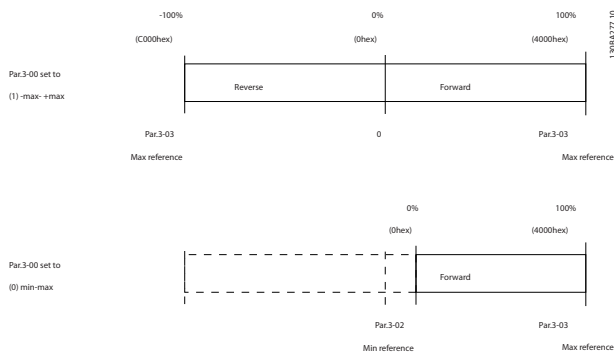 -100% 0% 100%
(C000hex) (0hex) (4000hex)
130BA277.10
Par.3-00 set to
(1) -max- +max
Reverse Forward
Par.3-03 0 Par.3-03
Max reference Max reference
0% 100%
(0hex) (4000hex)
Par.3-00 set to
(0) min-max
Forward
Par.3-02 Par.3-03
Min reference Max reference